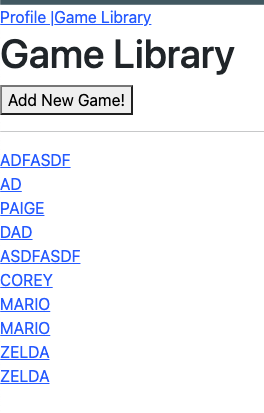 Profile |Game Library
Game Library
Add New Game!
ADFASDF
AD
PAIGE
DAD
ASDFASDF
COREY
MARIO
MARIO
ZELDA
ZELDA